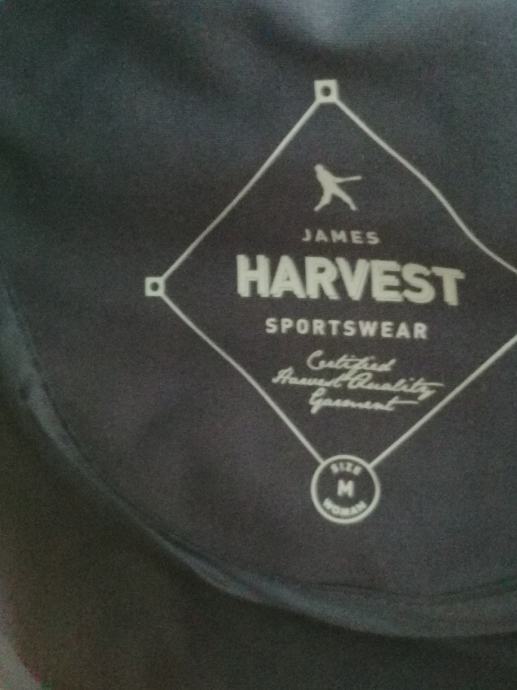 JAMES
HARVEST
SPORTSWEAR
Certified
Harvest Quality
Garment
SIZE
M
WOMAN